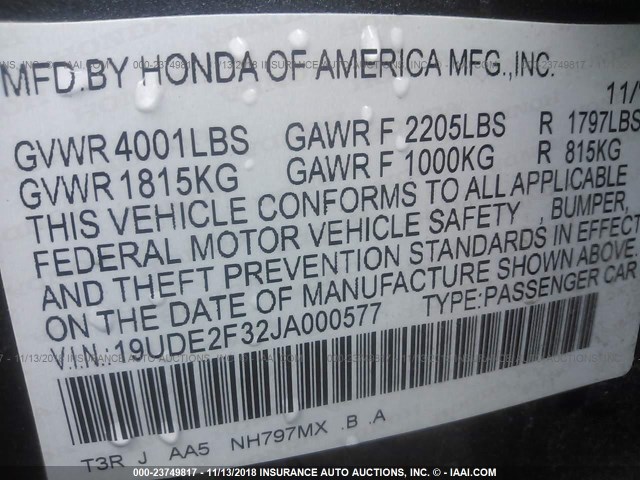 MFD.BY HONDA OF AMERICA MFG.,INC.
11/
GVWR 4001LBS GAWR F 2205LBS R 1797LBS
GVWR 1815KG GAWR F 1000KG R 815KG
THIS VEHICLE CONFORMS TO ALL APPLICABLE
FEDERAL MOTOR VEHICLE SAFETY , BUMPER,
AND THEFT PREVENTION STANDARDS IN EFFECT
ON THE DATE OF MANUFACTURE SHOWN ABOVE.
V.I.N.:19UDE2F32JA000577 TYPE:PASSENGER CAR
T3R J AA5 NH797MX .B .A
000-23749817 - 11/13/2018 INSURANCE AUTO AUCTIONS, INC. © - IAAI.COM